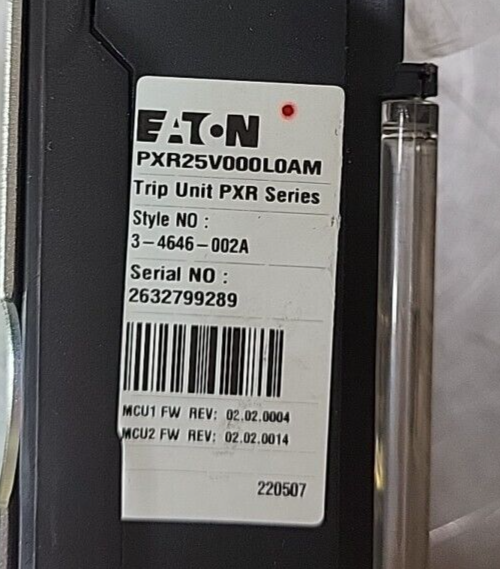 EATON
PXR25V000L0AM
Trip Unit PXR Series
Style NO :
3-4646-002A
Serial NO :
2632799289
MCU1 FW REV: 02.02.0004
MCU2 FW REV: 02.02.0014
220507